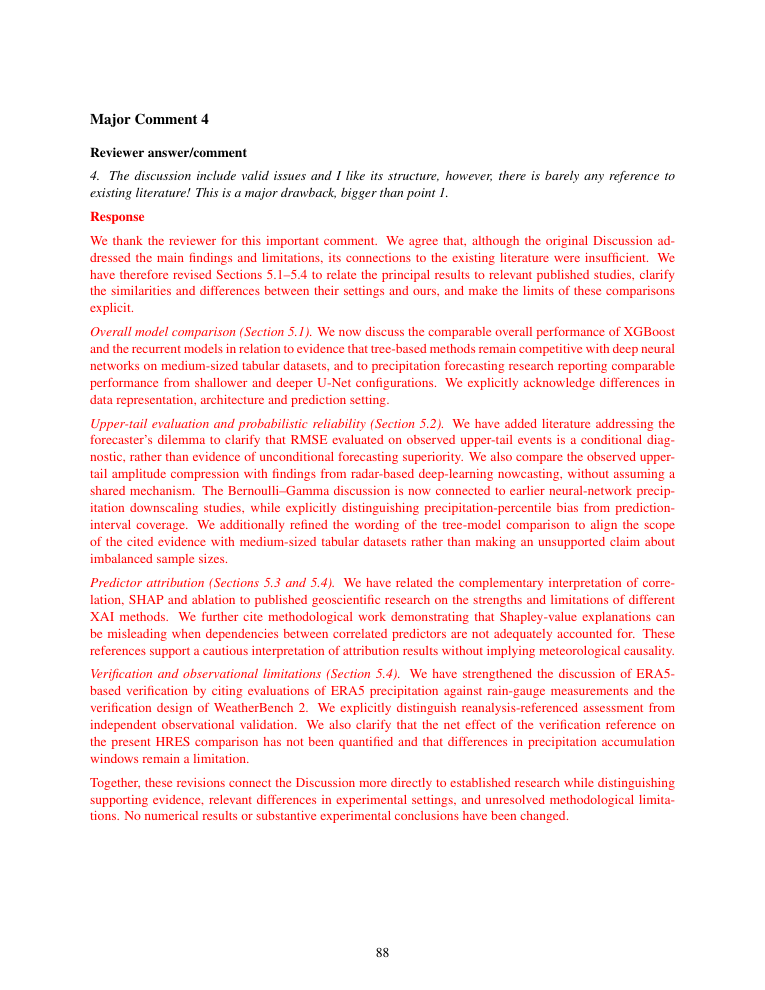 Major Comment 4
Reviewer answer/comment
4. The discussion include valid issues and I like its structure, however, there is barely any reference to
existing literature! This is a major drawback, bigger than point 1.
Response
We thank the reviewer for this important comment. We agree that, although the original Discussion ad-
dressed the main findings and limitations, its connections to the existing literature were insufficient. We
have therefore revised Sections 5.1–5.4 to relate the principal results to relevant published studies, clarify
the similarities and differences between their settings and ours, and make the limits of these comparisons
explicit.
Overall model comparison (Section 5.1). We now discuss the comparable overall performance of XGBoost
and the recurrent models in relation to evidence that tree-based methods remain competitive with deep neural
networks on medium-sized tabular datasets, and to precipitation forecasting research reporting comparable
performance from shallower and deeper U-Net configurations. We explicitly acknowledge differences in
data representation, architecture and prediction setting.
Upper-tail evaluation and probabilistic reliability (Section 5.2). We have added literature addressing the
forecaster's dilemma to clarify that RMSE evaluated on observed upper-tail events is a conditional diag-
nostic, rather than evidence of unconditional forecasting superiority. We also compare the observed upper-
tail amplitude compression with findings from radar-based deep-learning nowcasting, without assuming a
shared mechanism. The Bernoulli–Gamma discussion is now connected to earlier neural-network precip-
itation downscaling studies, while explicitly distinguishing precipitation-percentile bias from prediction-
interval coverage. We additionally refined the wording of the tree-model comparison to align the scope
of the cited evidence with medium-sized tabular datasets rather than making an unsupported claim about
imbalanced sample sizes.
Predictor attribution (Sections 5.3 and 5.4). We have related the complementary interpretation of corre-
lation, SHAP and ablation to published geoscientific research on the strengths and limitations of different
XAI methods. We further cite methodological work demonstrating that Shapley-value explanations can
be misleading when dependencies between correlated predictors are not adequately accounted for. These
references support a cautious interpretation of attribution results without implying meteorological causality.
Verification and observational limitations (Section 5.4). We have strengthened the discussion of ERA5-
based verification by citing evaluations of ERA5 precipitation against rain-gauge measurements and the
verification design of WeatherBench 2. We explicitly distinguish reanalysis-referenced assessment from
independent observational validation. We also clarify that the net effect of the verification reference on
the present HRES comparison has not been quantified and that differences in precipitation accumulation
windows remain a limitation.
Together, these revisions connect the Discussion more directly to established research while distinguishing
supporting evidence, relevant differences in experimental settings, and unresolved methodological limita-
tions. No numerical results or substantive experimental conclusions have been changed.
88